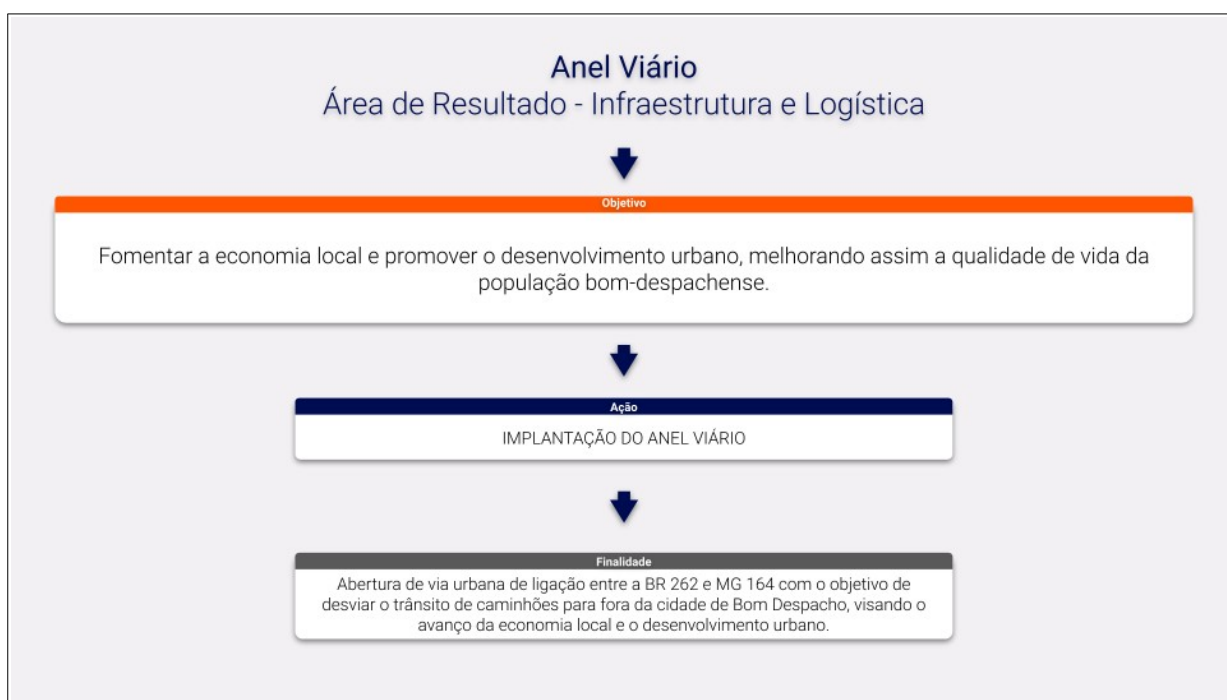 Anel Viário
Área de Resultado - Infraestrutura e Logística
Objetivo
Fomentar a economia local e promover o desenvolvimento urbano, melhorando assim a qualidade de vida da
população bom-despachense.
Ação
IMPLANTAÇÃO DO ANEL VIÁRIO
Finalidade
Abertura de via urbana de ligação entre a BR 262 e MG 164 com o objetivo de
desviar o trânsito de caminhões para fora da cidade de Bom Despacho, visando o
avanço da economia local e o desenvolvimento urbano.